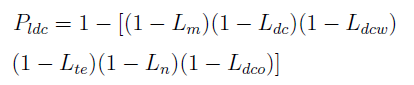 P_{ldc} = 1 − [(1 − L_m)(1 − L_{dc})(1 − L_{dcw})
(1 − L_{te})(1 − L_n)(1 − L_{dco})]